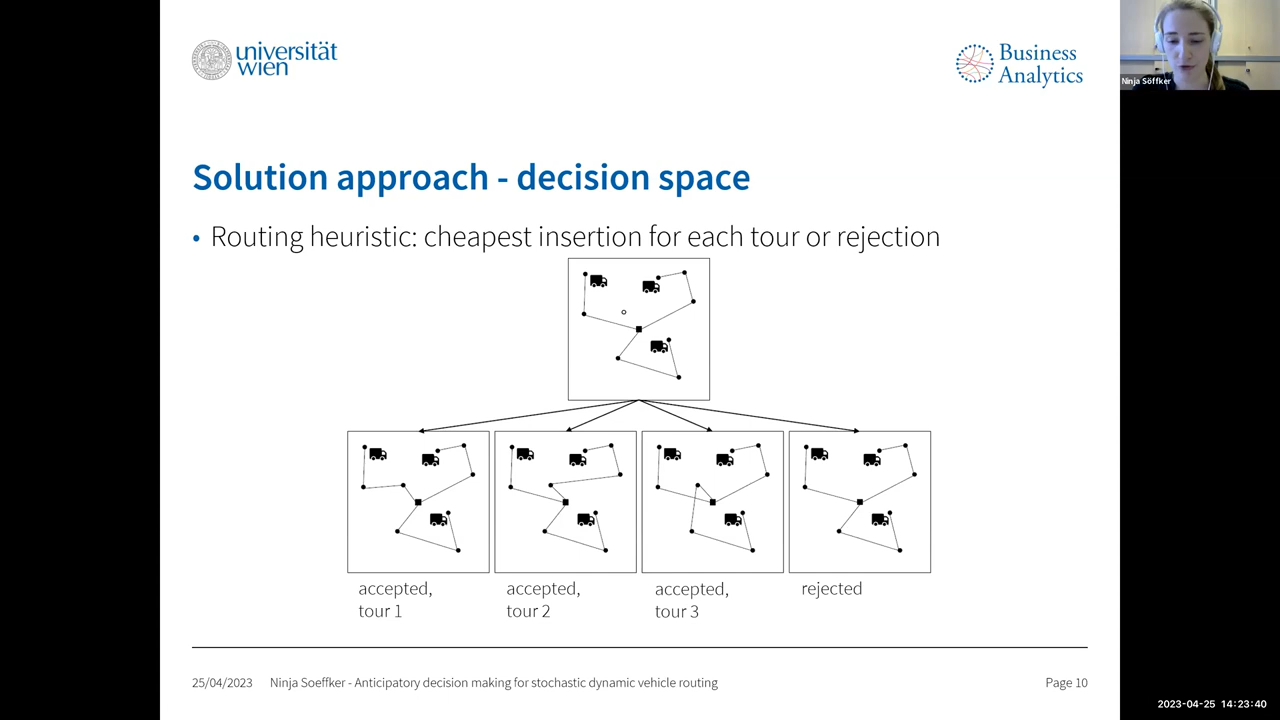 universität
wien
Business
Analytics
Ninja Söffker
Solution approach - decision space
• Routing heuristic: cheapest insertion for each tour or rejection
accepted,
tour 1
accepted,
tour 2
accepted,
tour 3
rejected
25/04/2023 Ninja Soeffker - Anticipatory decision making for stochastic dynamic vehicle routing Page 10
2023-04-25 14:23:40